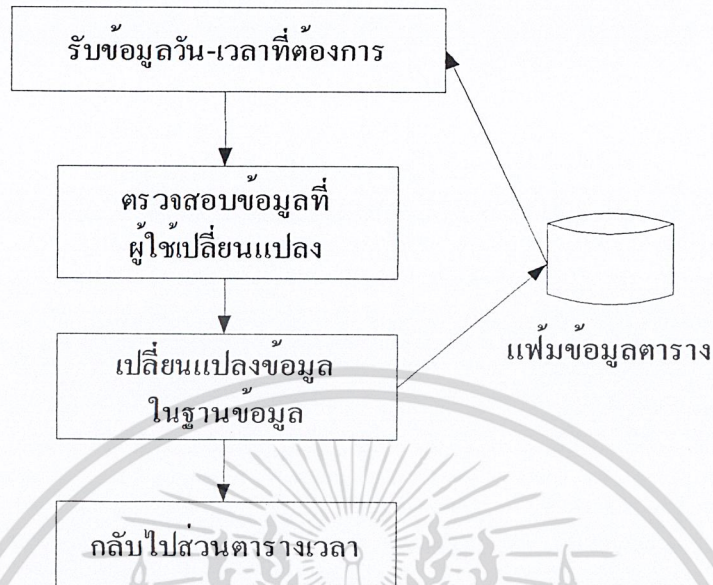 รับข้อมูลวัน-เวลาที่ต้องการ
ตรวจสอบข้อมูลที่
ผู้ใช้เปลี่ยนแปลง
เปลี่ยนแปลงข้อมูล
ในฐานข้อมูล
แฟ้มข้อมูลตาราง
กลับไปส่วนตารางเวลา